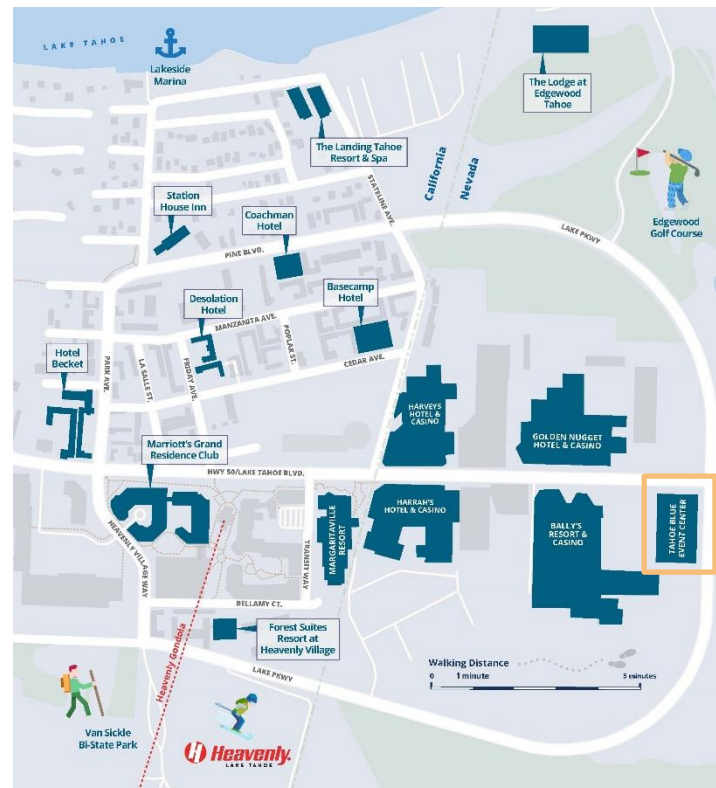 LAKE TAHOE
Lakeside
Marina
The Lodge at
Edgewood
Tahoe
The Landing Tahoe
Resort & Spa
California
Nevada
STATELINE AVE.
Edgewood
Golf Course
LAKE PKWY
Station
House Inn
Coachman
Hotel
PINE BLVD.
Desolation
Hotel
Basecamp
Hotel
MANZANITA AVE.
POPLAR ST.
CEDAR AVE.
Hotel
Becket
PARK AVE.
LA SALLE ST.
FRIDAY AVE.
HARVEYS
HOTEL &
CASINO
GOLDEN NUGGET
HOTEL & CASINO
Marriott's Grand
Residence Club
HWY 50/LAKE TAHOE BLVD.
HARRAH'S
HOTEL & CASINO
MARGARITAVILLE
RESORT
BALLY'S
RESORT &
CASINO
TAHOE BLUE
EVENT CENTER
HEAVENLY VILLAGE WAY
TRANSIT WAY
BELLAMY CT.
Forest Suites
Resort at
Heavenly Village
Heavenly Gondola
LAKE PKWY
Walking Distance
0 1 minute 5 minutes
Van Sickle
Bi-State Park
Heavenly.
LAKE TAHOE